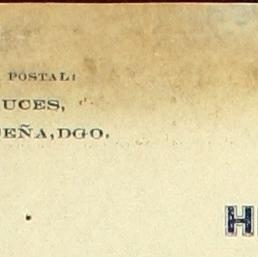 POSTAL:
UCES,
EÑA, DGO.
H